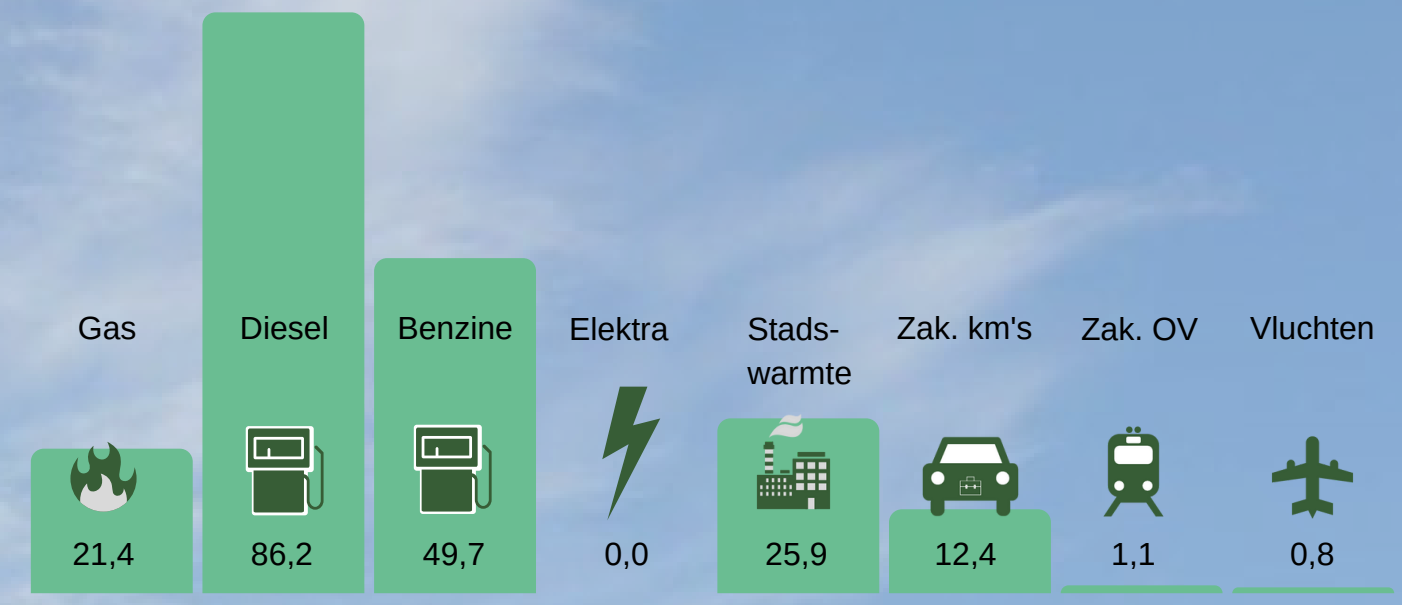 Gas
Diesel
Benzine
Elektra
Stads-
warmte
Zak. km's
Zak. OV
Vluchten
21,4
86,2
49,7
0,0
25,9
12,4
1,1
0,8